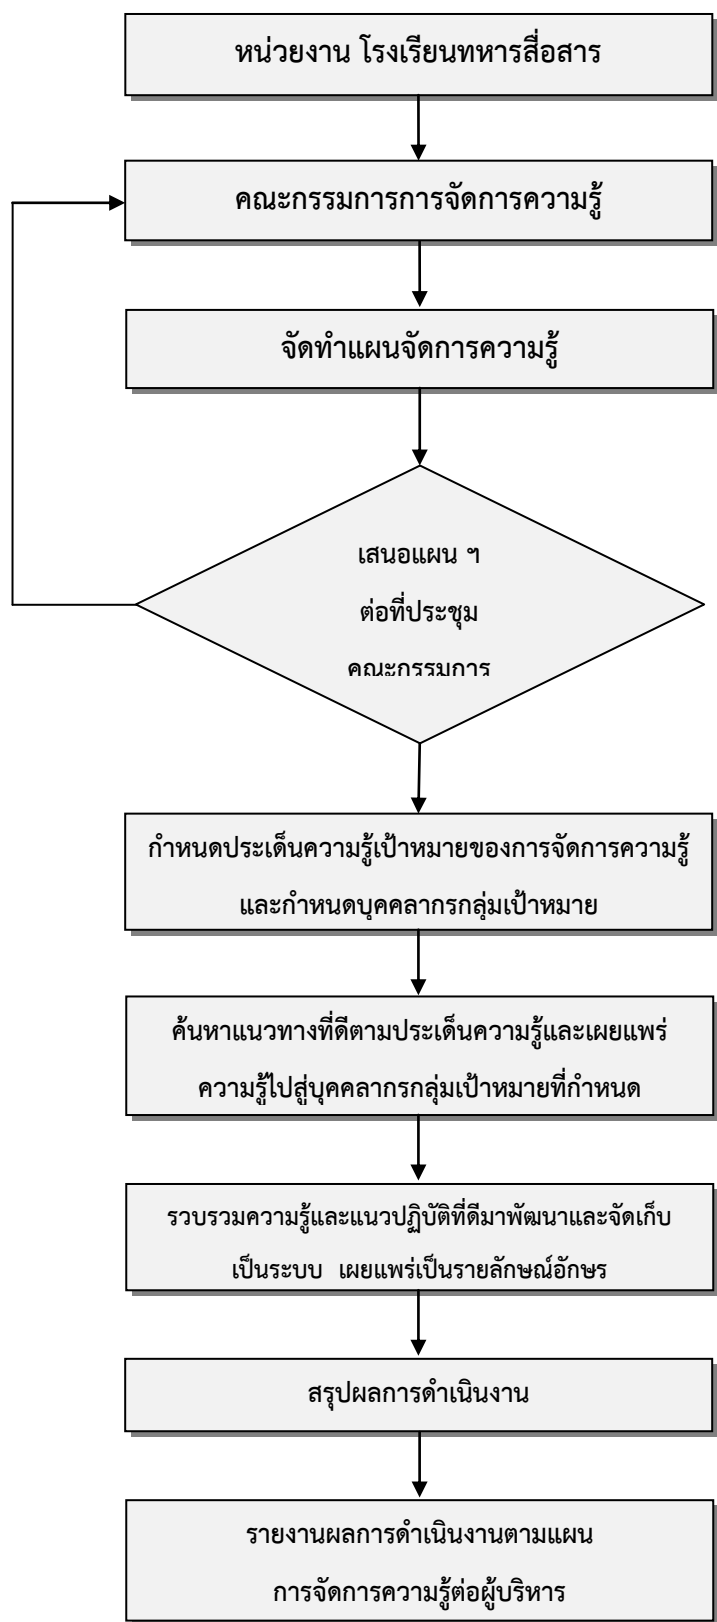 หน่วยงาน โรงเรียนทหารสื่อสาร
คณะกรรมการการจัดการความรู้
จัดทำแผนจัดการความรู้
เสนอแผน ฯ
ต่อที่ประชุม
คณะกรรมการ
กำหนดประเด็นความรู้เป้าหมายของการจัดการความรู้
และกำหนดบุคคลากรกลุ่มเป้าหมาย
ค้นหาแนวทางที่ดีตามประเด็นความรู้และเผยแพร่
ความรู้ไปสู่บุคคลากรกลุ่มเป้าหมายที่กำหนด
รวบรวมความรู้และแนวปฏิบัติที่ดีมาพัฒนาและจัดเก็บ
เป็นระบบ เผยแพร่เป็นรายลักษณ์อักษร
สรุปผลการดำเนินงาน
รายงานผลการดำเนินงานตามแผน
การจัดการความรู้ต่อผู้บริหาร